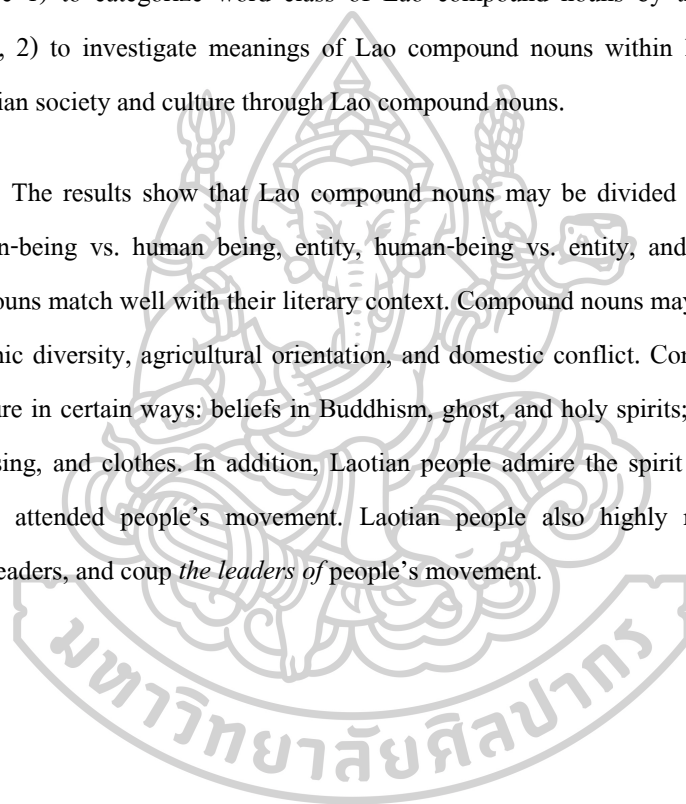 1) to categorize word class of Lao compound nouns by
, 2) to investigate meanings of Lao compound nouns within
ian society and culture through Lao compound nouns.
The results show that Lao compound nouns may be divided
n-being vs. human being, entity, human-being vs. entity, and
ouns match well with their literary context. Compound nouns may
nic diversity, agricultural orientation, and domestic conflict.
ure in certain ways: beliefs in Buddhism, ghost, and holy spirits;
sing, and clothes. In addition, Laotian people admire the spirit
attended people’s movement. Laotian people also highly
eaders, and coup the leaders of people’s movement.
มหาวิทยาลัยศิลปากร